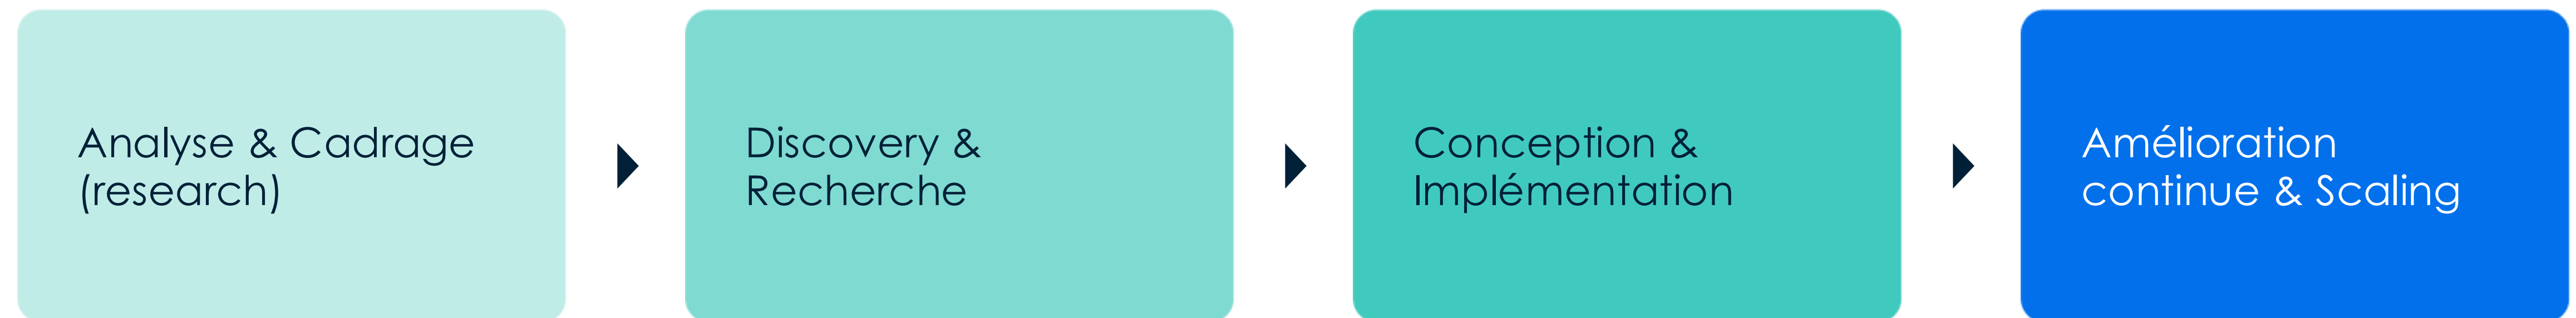 Analyse & Cadrage
(research)
Discovery &
Recherche
Conception &
Implémentation
Amélioration
continue & Scaling